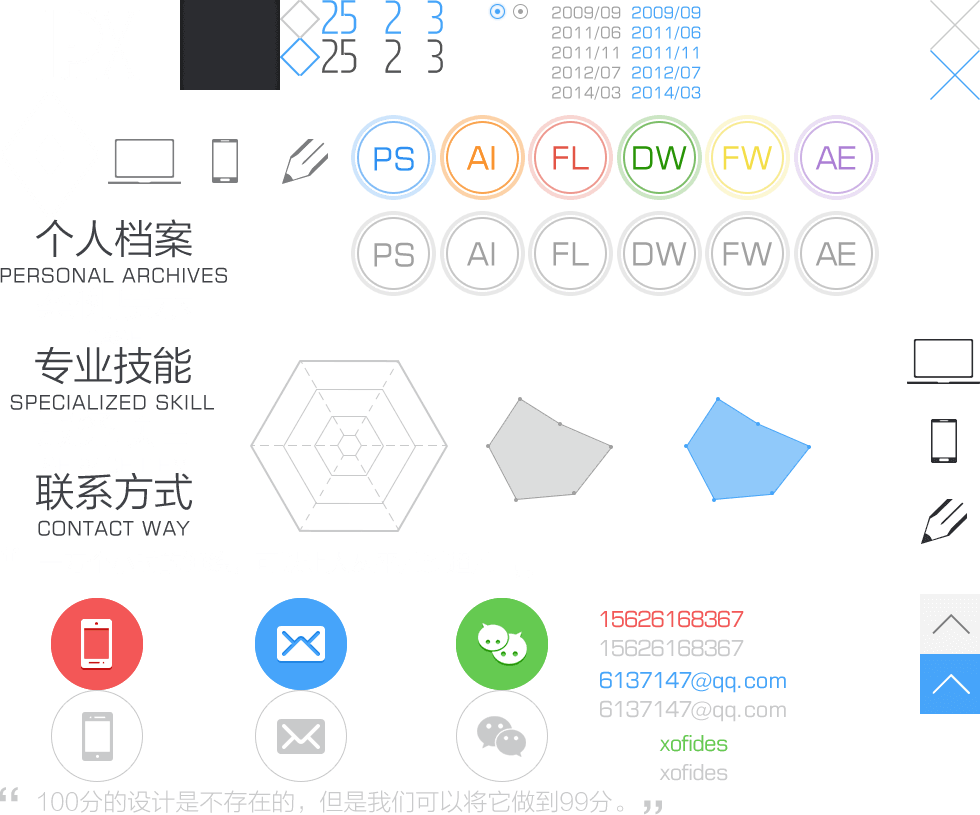 25 2 3
25 2 3
2009/09 2009/09
2011/06 2011/06
2011/11 2011/11
2012/07 2012/07
2014/03 2014/03
PS AI FL DW FW AE
个人档案
PERSONAL ARCHIVES
PS AI FL DW FW AE
专业技能
SPECIALIZED SKILL
联系方式
CONTACT WAY
15626168367
15626168367
6137147@qq.com
6137147@qq.com
xofides
xofides
“ 100分的设计是不存在的，但是我们可以将它做到99分。 ”